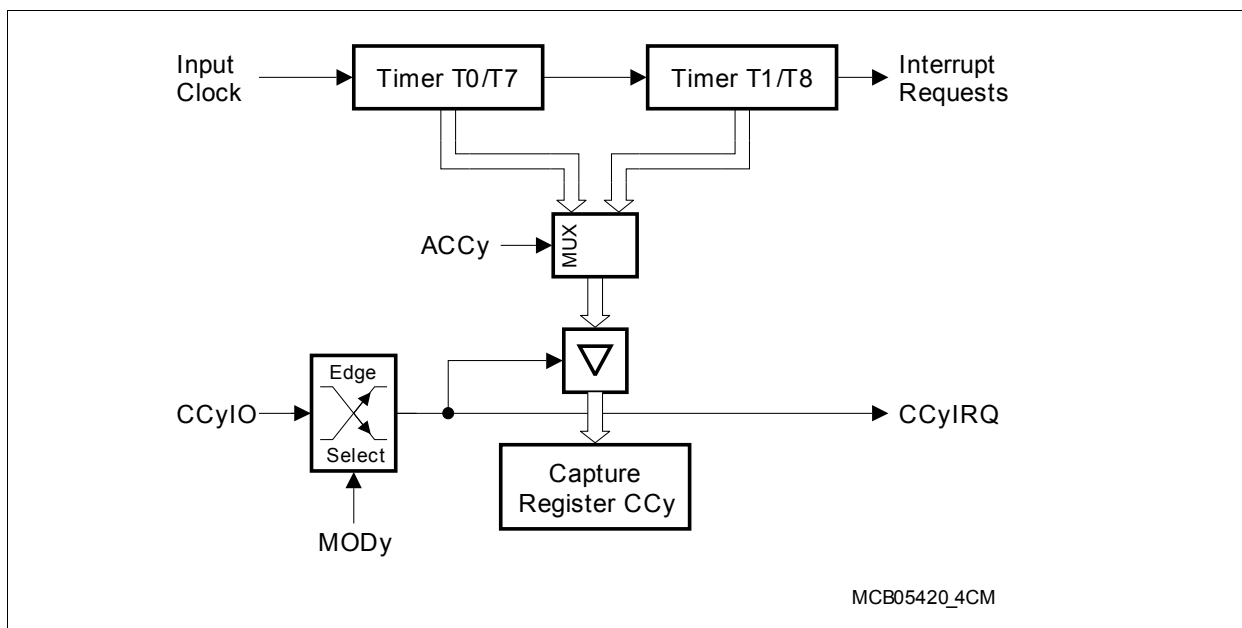 Input
Clock
Timer T0/T7
Timer T1/T8
Interrupt
Requests
ACCy
MUX
Edge
Select
CCyIO
CCyIRQ
MODy
Capture
Register CCy
MCB05420_4CM